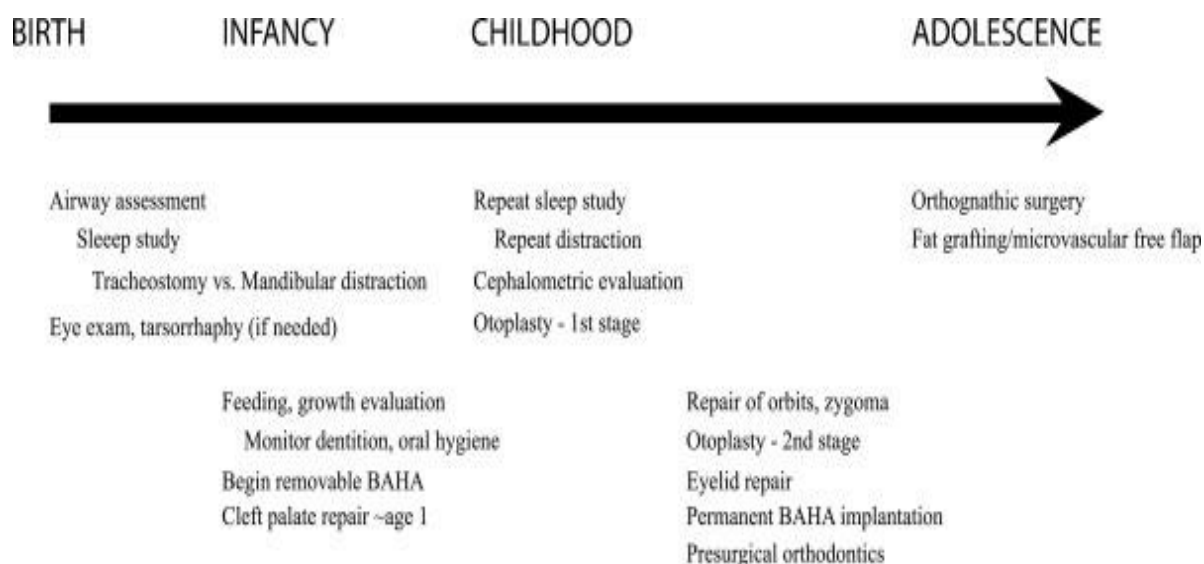 BIRTH
INFANCY
CHILDHOOD
ADOLESCENCE
Airway assessment
Sleeep study
Tracheostomy vs. Mandibular distraction
Eye exam, tarsorrhaphy (if needed)
Feeding, growth evaluation
Monitor dentition, oral hygiene
Begin removable BAHA
Cleft palate repair ~age 1
Repeat sleep study
Repeat distraction
Cephalometric evaluation
Otoplasty - 1st stage
Repair of orbits, zygoma
Otoplasty - 2nd stage
Eyelid repair
Permanent BAHA implantation
Presurgical orthodontics
Orthognathic surgery
Fat grafting/microvascular free flap